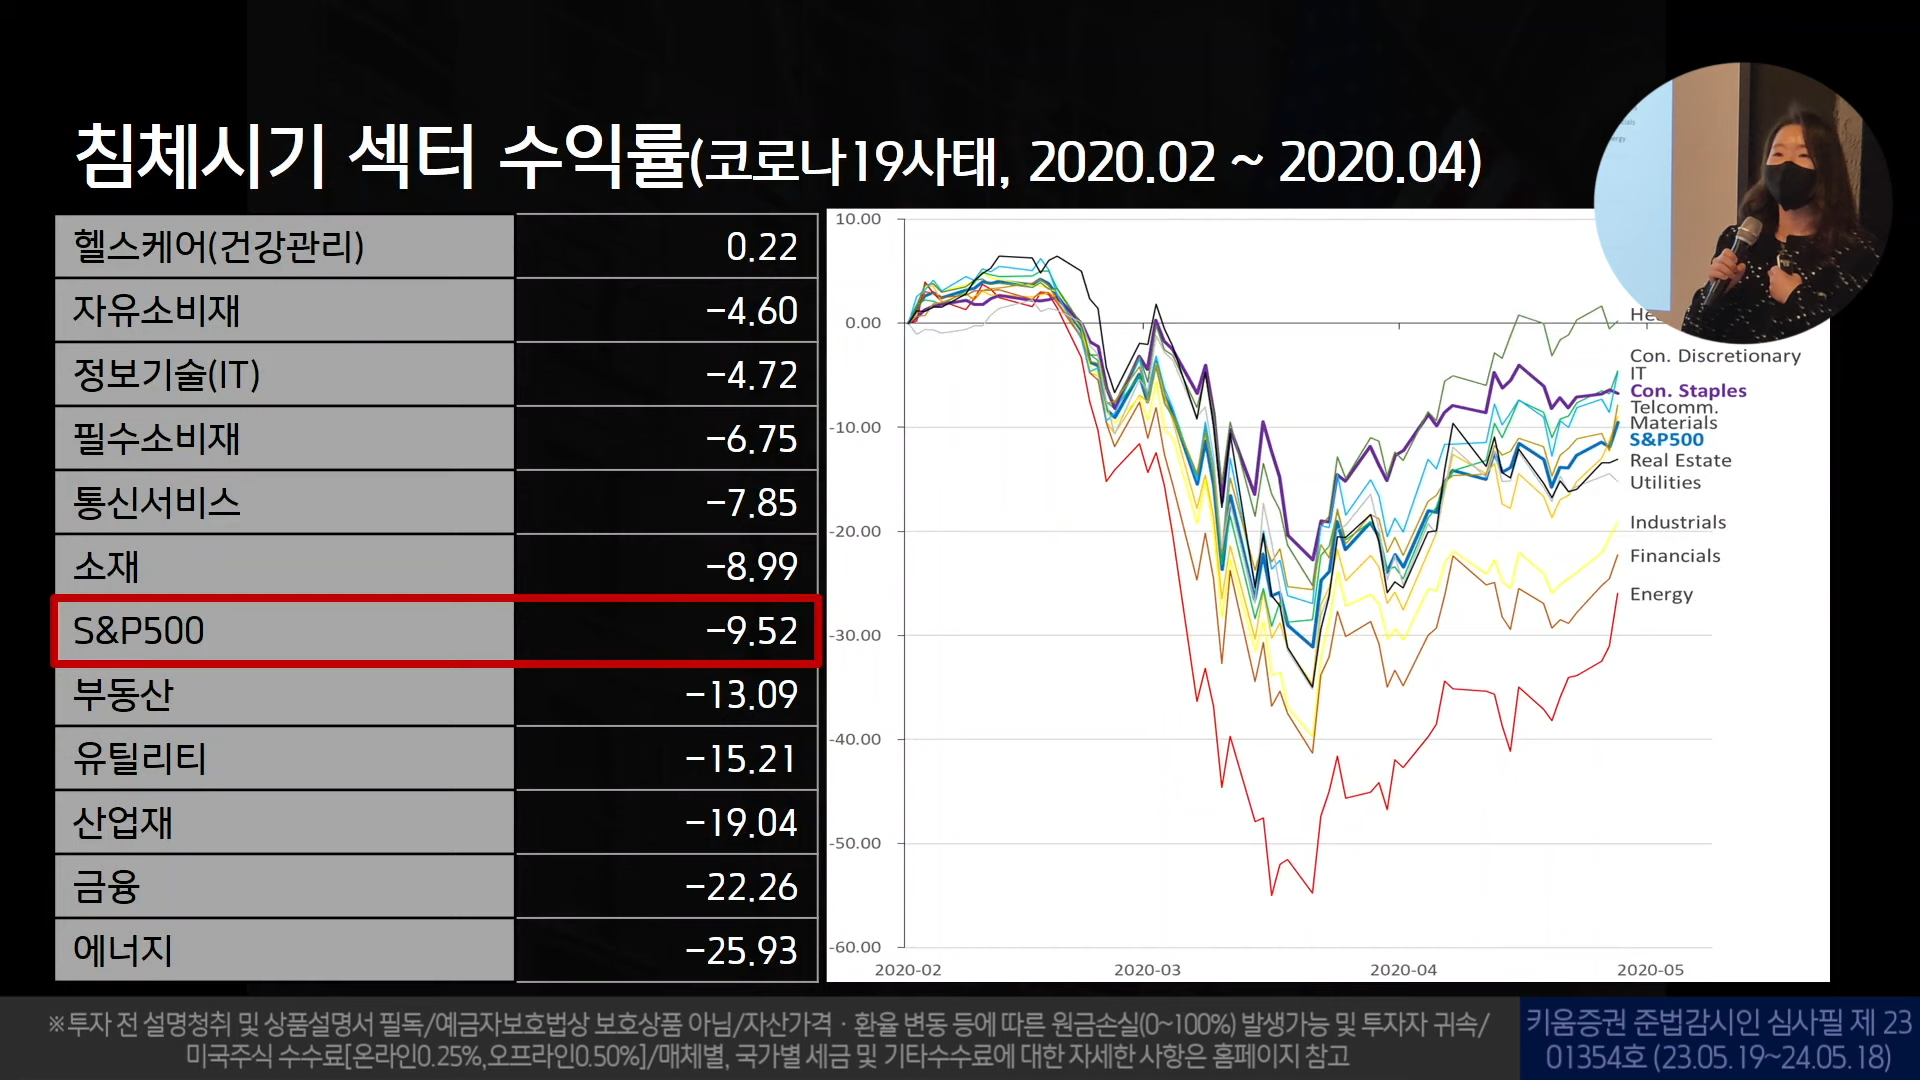 침체시기 섹터 수익률(코로나19사태, 2020.02 ~ 2020.04)
헬스케어(건강관리) 0.22
자유소비재 -4.60
정보기술(IT) -4.72
필수소비재 -6.75
통신서비스 -7.85
소재 -8.99
S&P500 -9.52
부동산 -13.09
유틸리티 -15.21
산업재 -19.04
금융 -22.26
에너지 -25.93
10.00
0.00
-10.00
-20.00
-30.00
-40.00
-50.00
-60.00
2020-02 2020-03 2020-04 2020-05
Con. Discretionary
IT
Con. Staples
Telcomm.
Materials
S&P500
Real Estate
Utilities
Industrials
Financials
Energy
※투자 전 설명청취 및 상품설명서 필독/예금자보호법상 보호상품 아님/자산가격 · 환율 변동 등에 따른 원금손실(0~100%) 발생가능 및 투자자 귀속/
미국주식 수수료[온라인0.25%,오프라인0.50%]/매체별, 국가별 세금 및 기타수수료에 대한 자세한 사항은 홈페이지 참고
키움증권 준법감시인 심사필 제 23
01354호 (23.05.19~24.05.18)